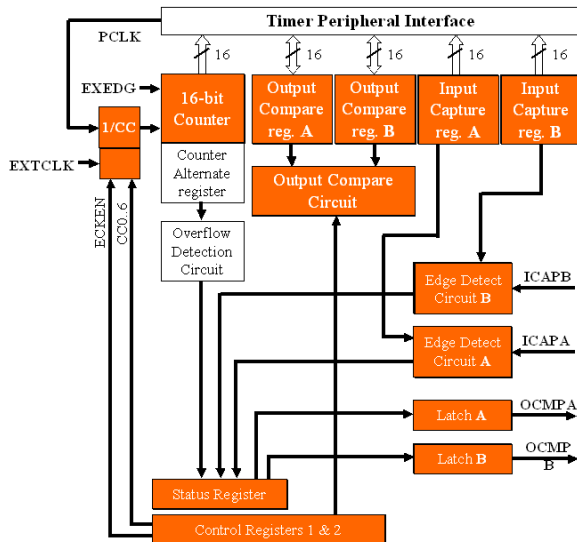 Timer Peripheral Interface
PCLK
16
16
16
16
16
EXEDG
16-bit
Counter
Output
Compare
reg. A
Output
Compare
reg. B
Input
Capture
reg. A
Input
Capture
reg. B
1/CC
EXTCLK
Counter
Alternate
register
Output Compare
Circuit
ECKEN
CC0..6
Overflow
Detection
Circuit
Edge Detect
Circuit B
ICAPB
Edge Detect
Circuit A
ICAPA
Latch A
OCMPA
Latch B
OCMP
B
Status Register
Control Registers 1 & 2